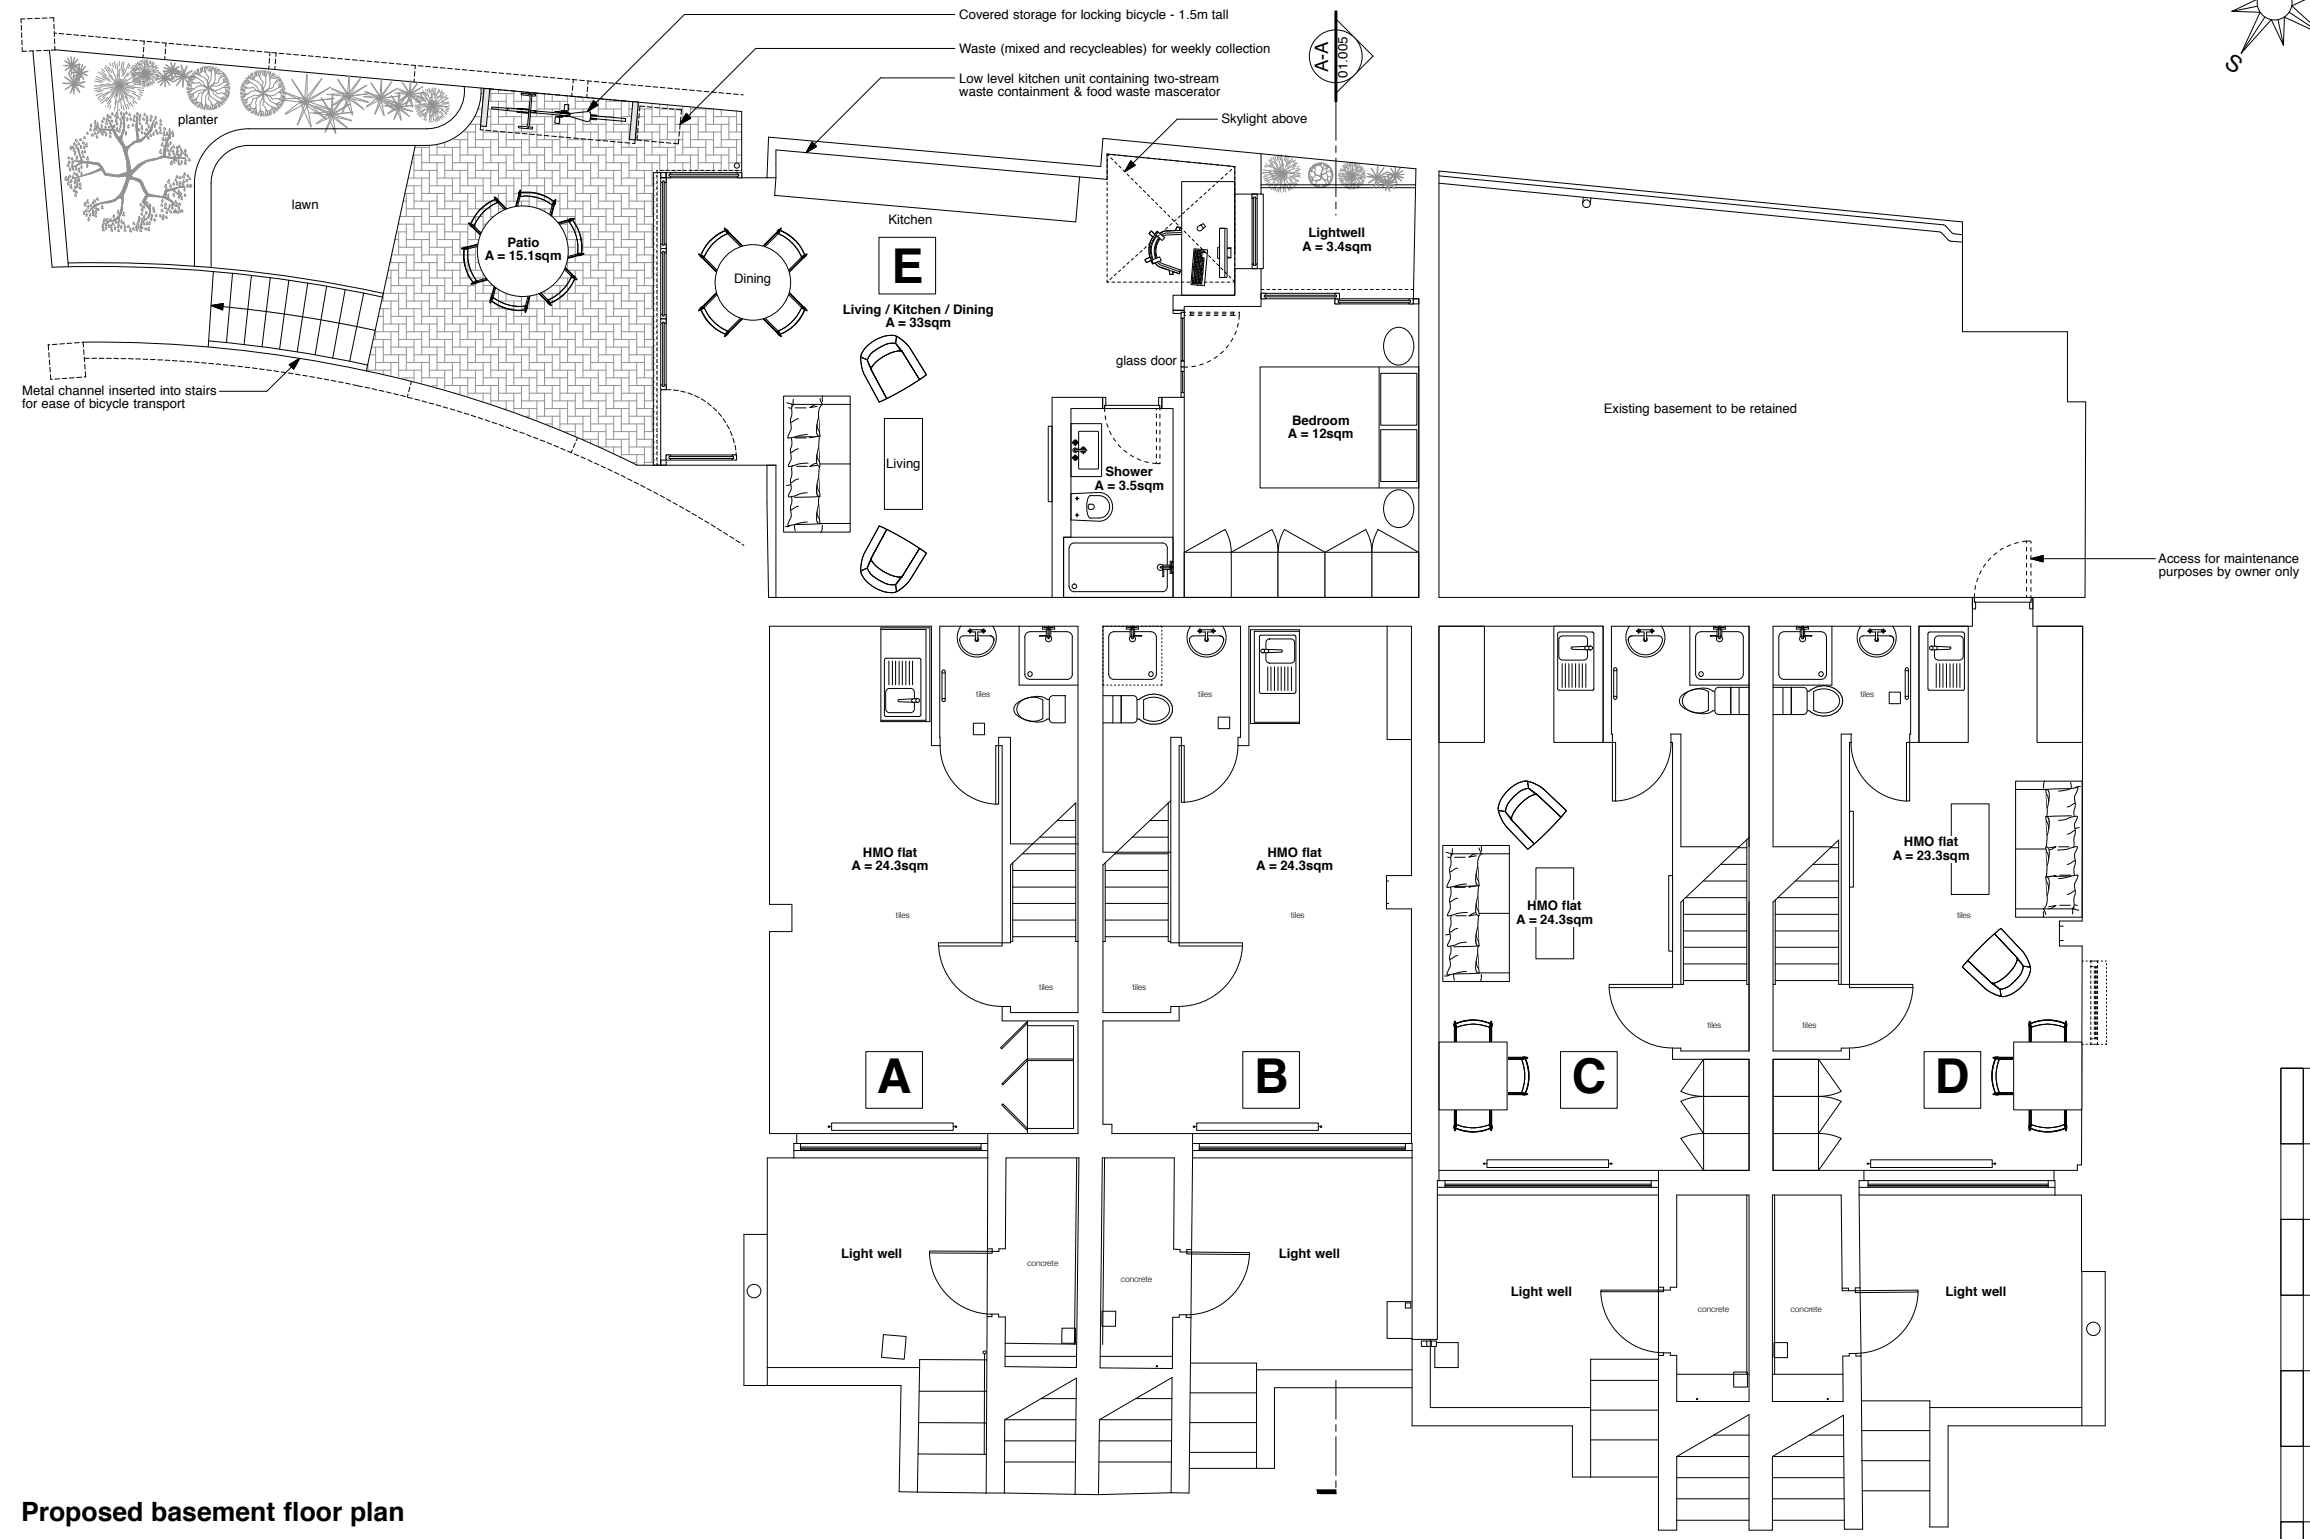 Covered storage for locking bicycle - 1.5m tall
Waste (mixed and recycleables) for weekly collection
Low level kitchen unit containing two-stream
waste containment & food waste mascerator
Skylight above
A-A
01.005
S
planter
lawn
Patio
A = 15.1sqm
Dining
Kitchen
E
Living / Kitchen / Dining
A = 33sqm
Lightwell
A = 3.4sqm
glass door
Metal channel inserted into stairs
for ease of bicycle transport
Living
Shower
A = 3.5sqm
Bedroom
A = 12sqm
Existing basement to be retained
Access for maintenance
purposes by owner only
tiles
tiles
tiles
HMO flat
A = 24.3sqm
HMO flat
A = 24.3sqm
HMO flat
A = 24.3sqm
HMO flat
A = 23.3sqm
tiles
tiles
tiles
tiles
tiles
tiles
tiles
A
B
C
D
Light well
Light well
Light well
Light well
concrete
concrete
concrete
concrete
Proposed basement floor plan